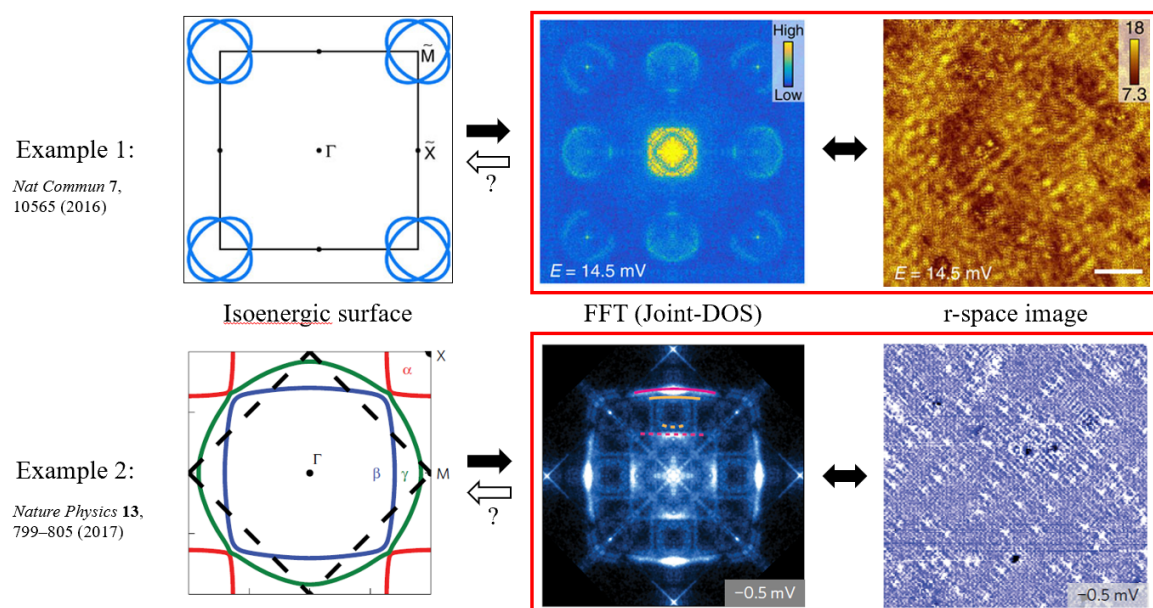 M̃
Γ
X̃
Example 1:
Nat Commun 7,
10565 (2016)
?
High
Low
E = 14.5 mV
18
7.3
E = 14.5 mV
Isoenergic surface
FFT (Joint-DOS)
r-space image
X
α
Γ
β
γ
M
Example 2:
Nature Physics 13,
799–805 (2017)
?
−0.5 mV
−0.5 mV